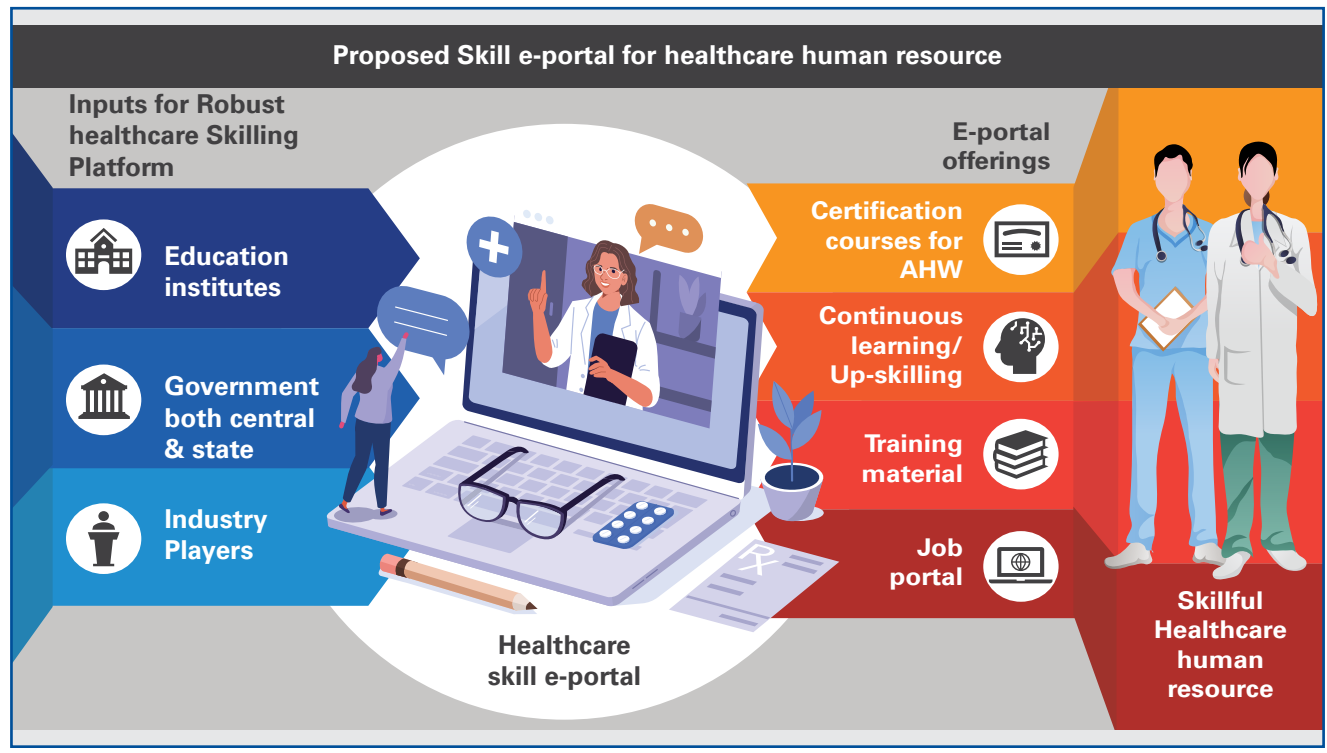 Proposed Skill e-portal for healthcare human resource
Inputs for Robust
healthcare Skilling
Platform
Education
institutes
Government
both central
& state
Industry
Players
Healthcare
skill e-portal
E-portal
offerings
Certification
courses for
AHW
Continuous
learning/
Up-skilling
Training
material
Job
portal
Rx
Skillful
Healthcare
human
resource